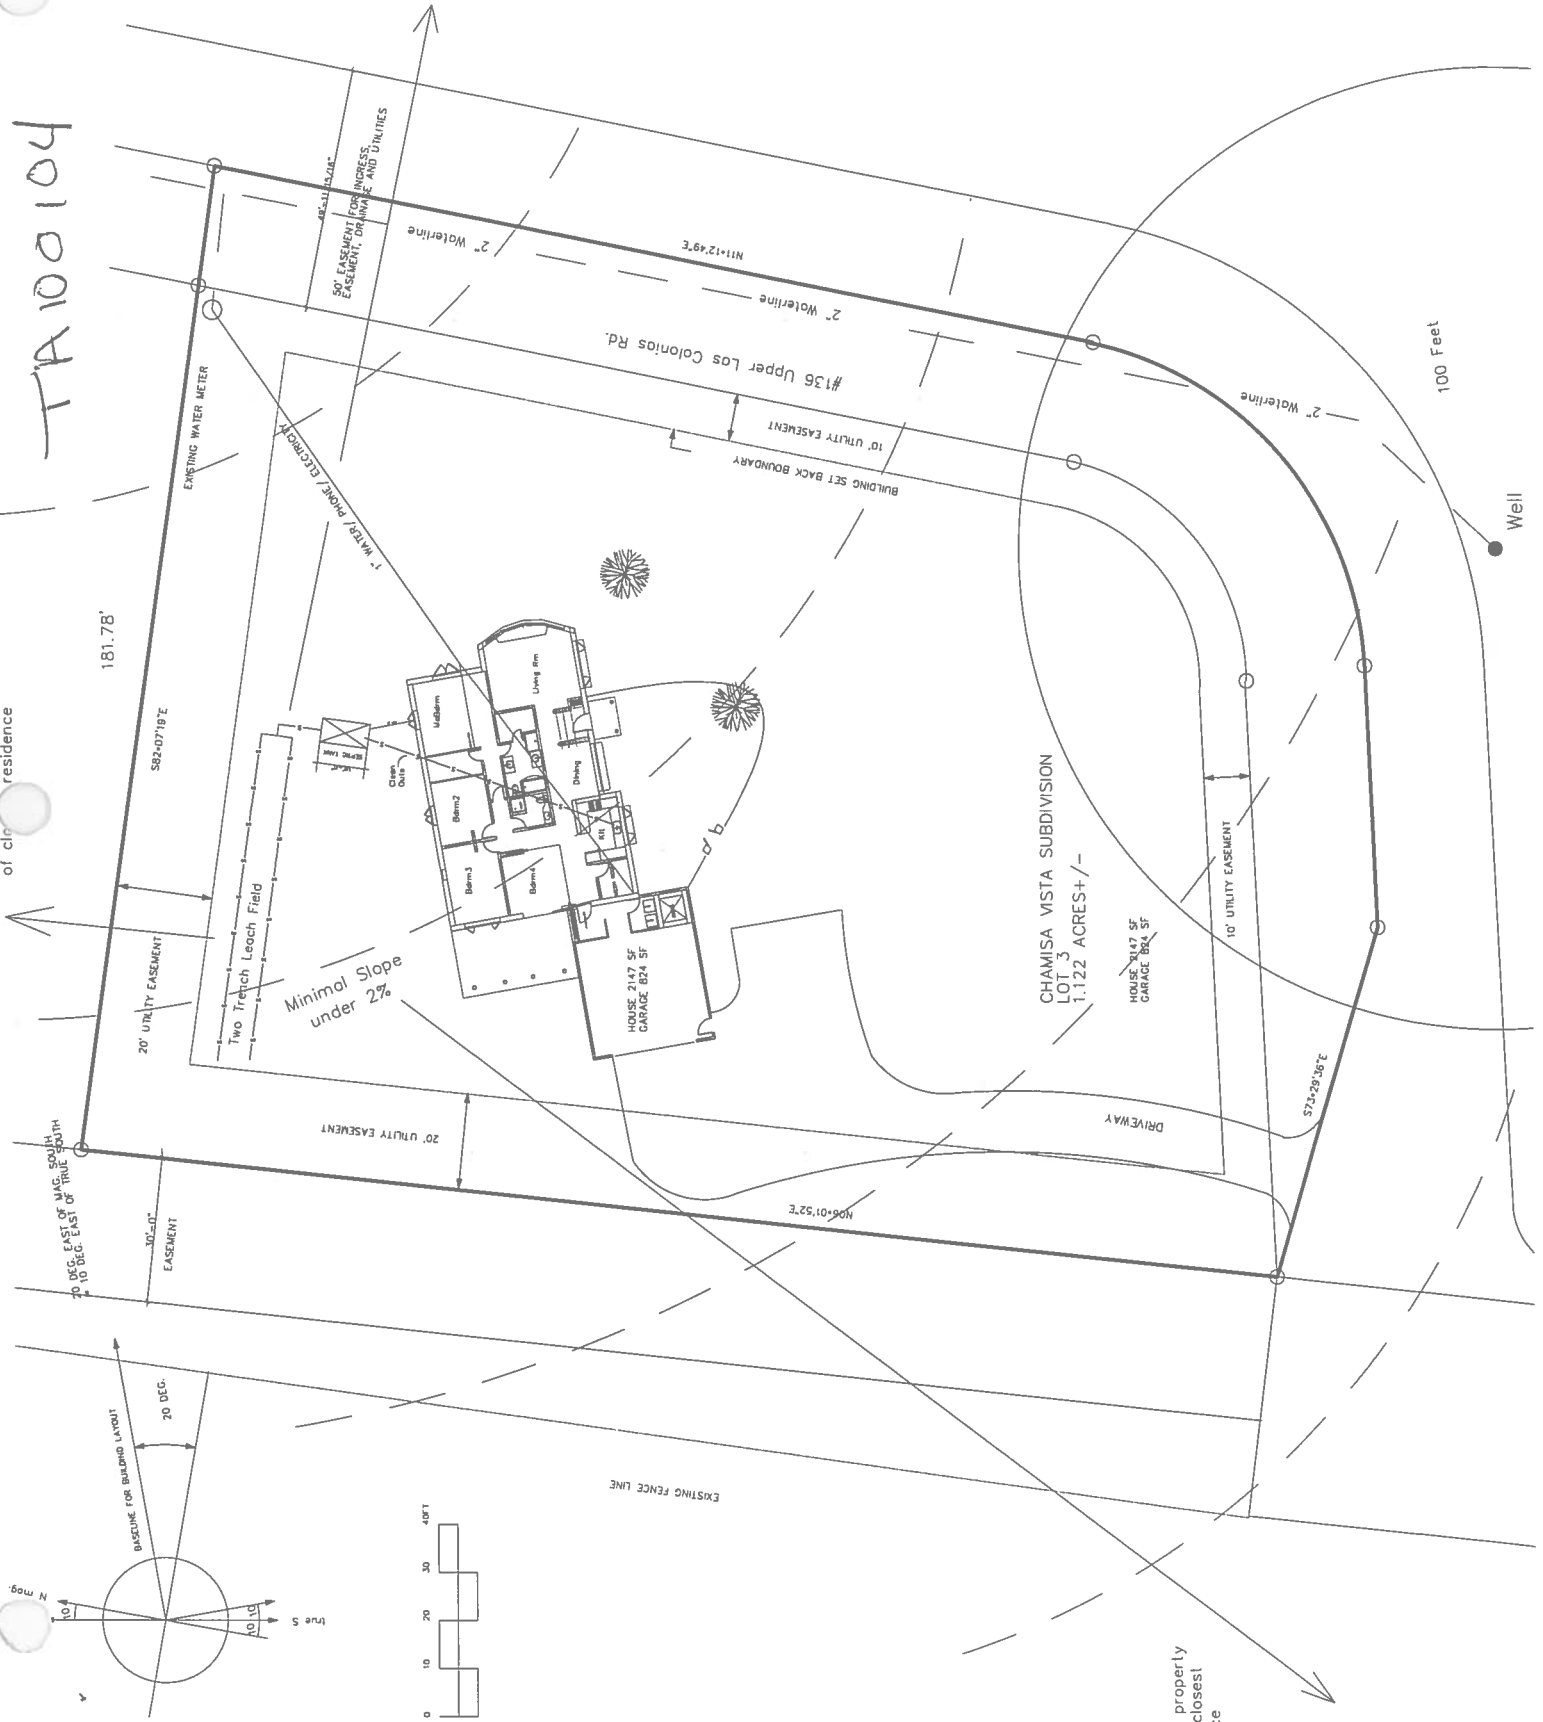 TA100104
of
residence
181.78'
S82•07'19"E
EXISTING WATER METER
1" WATER/ PHONE/ ELECTRICITY
50' EASEMENT FOR INGRESS,
EASEMENT, DRAINAGE AND UTILITIES
2" Waterline
N11•12'49"E
2" Waterline
#136 Upper Las Colonias Rd.
10' UTILITY EASEMENT
BUILDING SET BACK BOUNDARY
2" Waterline
100 Feet
Well
20' UTILITY EASEMENT
Two Trench Leach Field
Minimal Slope
under 2%
SEPTIC TANK
Clean
Outs
MsBdrm
Living Rm
Bdrm2
Dining
Bdrm3
Bdrm4
Kit
HOUSE 2147 SF
GARAGE 824 SF
CHAMISA VISTA SUBDIVISION
LOT 3
1.122 ACRES+/-
HOUSE 2147 SF
GARAGE 824 SF
10' UTILITY EASEMENT
S73•29'36"E
DRIVEWAY
20' UTILITY EASEMENT
N06•01'52"E
20 DEG. EAST OF MAG. SOUTH
10 DEG. EAST OF TRUE SOUTH
30'-0"
EASEMENT
BASELINE FOR BUILDING LAYOUT
20 DEG.
N mag.
10
10 10
true S
0 10 20 30 40FT
EXISTING FENCE LINE
property
closest